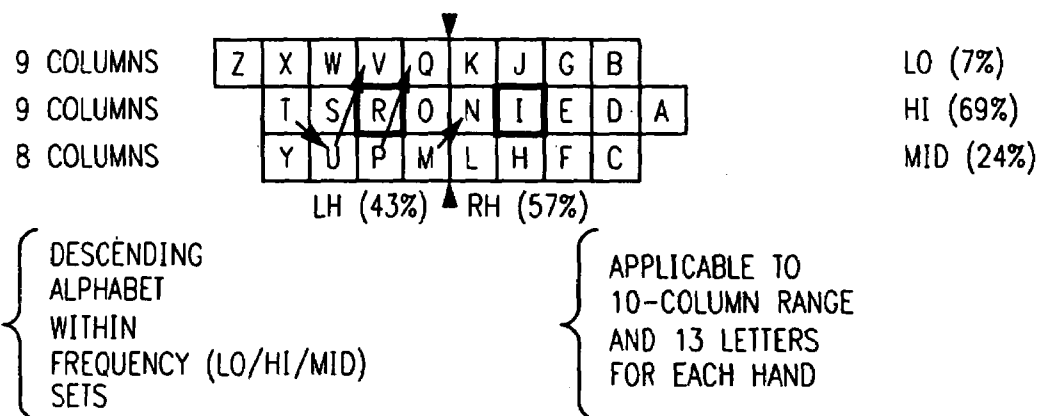 9 COLUMNS Z X W V Q K J G B LO (7%)
9 COLUMNS T S R O N I E D A HI (69%)
8 COLUMNS Y U P M L H F C MID (24%)
LH (43%) RH (57%)
DESCENDING
ALPHABET
WITHIN
FREQUENCY (LO/HI/MID)
SETS
APPLICABLE TO
10-COLUMN RANGE
AND 13 LETTERS
FOR EACH HAND